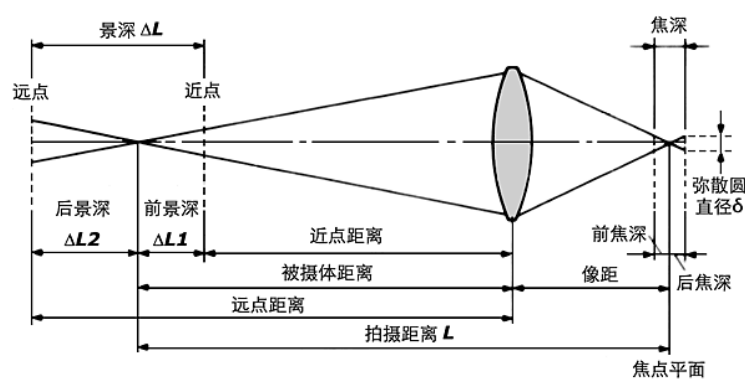 景深 ΔL
焦深
远点
近点
弥散圆
直径δ
后景深
ΔL2
前景深
ΔL1
近点距离
前焦深
后焦深
被摄体距离
像距
远点距离
拍摄距离 L
焦点平面